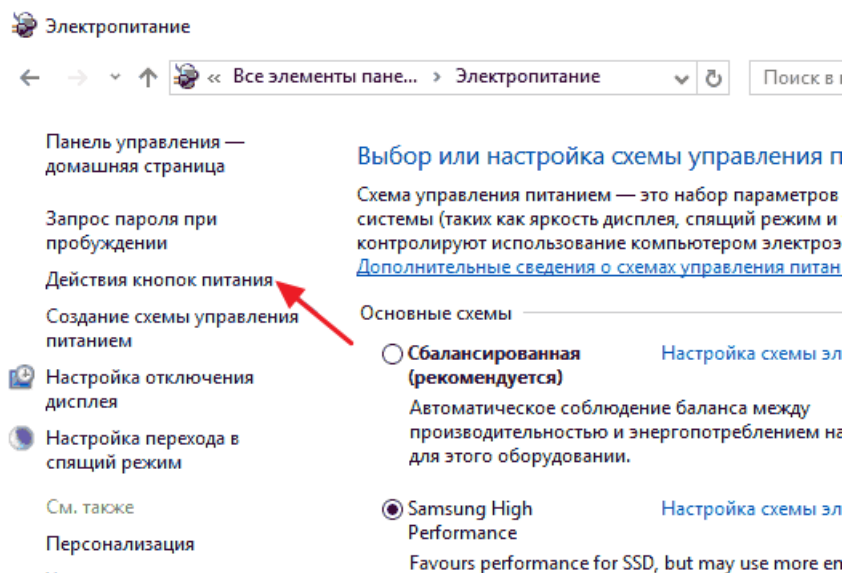 Электропитание
« Все элементы пане... › Электропитание
Поиск в
Панель управления —
домашняя страница
Запрос пароля при
пробуждении
Действия кнопок питания
Создание схемы управления
питанием
Настройка отключения
дисплея
Настройка перехода в
спящий режим
См. также
Персонализация
Выбор или настройка схемы управления п
Схема управления питанием — это набор параметров
системы (таких как яркость дисплея, спящий режим и
контролируют использование компьютером электроэ
Дополнительные сведения о схемах управления питан
Основные схемы
Сбалансированная
(рекомендуется)
Настройка схемы эл
Автоматическое соблюдение баланса между
производительностью и энергопотреблением на
для этого оборудовании.
Samsung High
Performance
Настройка схемы эл
Favours performance for SSD, but may use more en